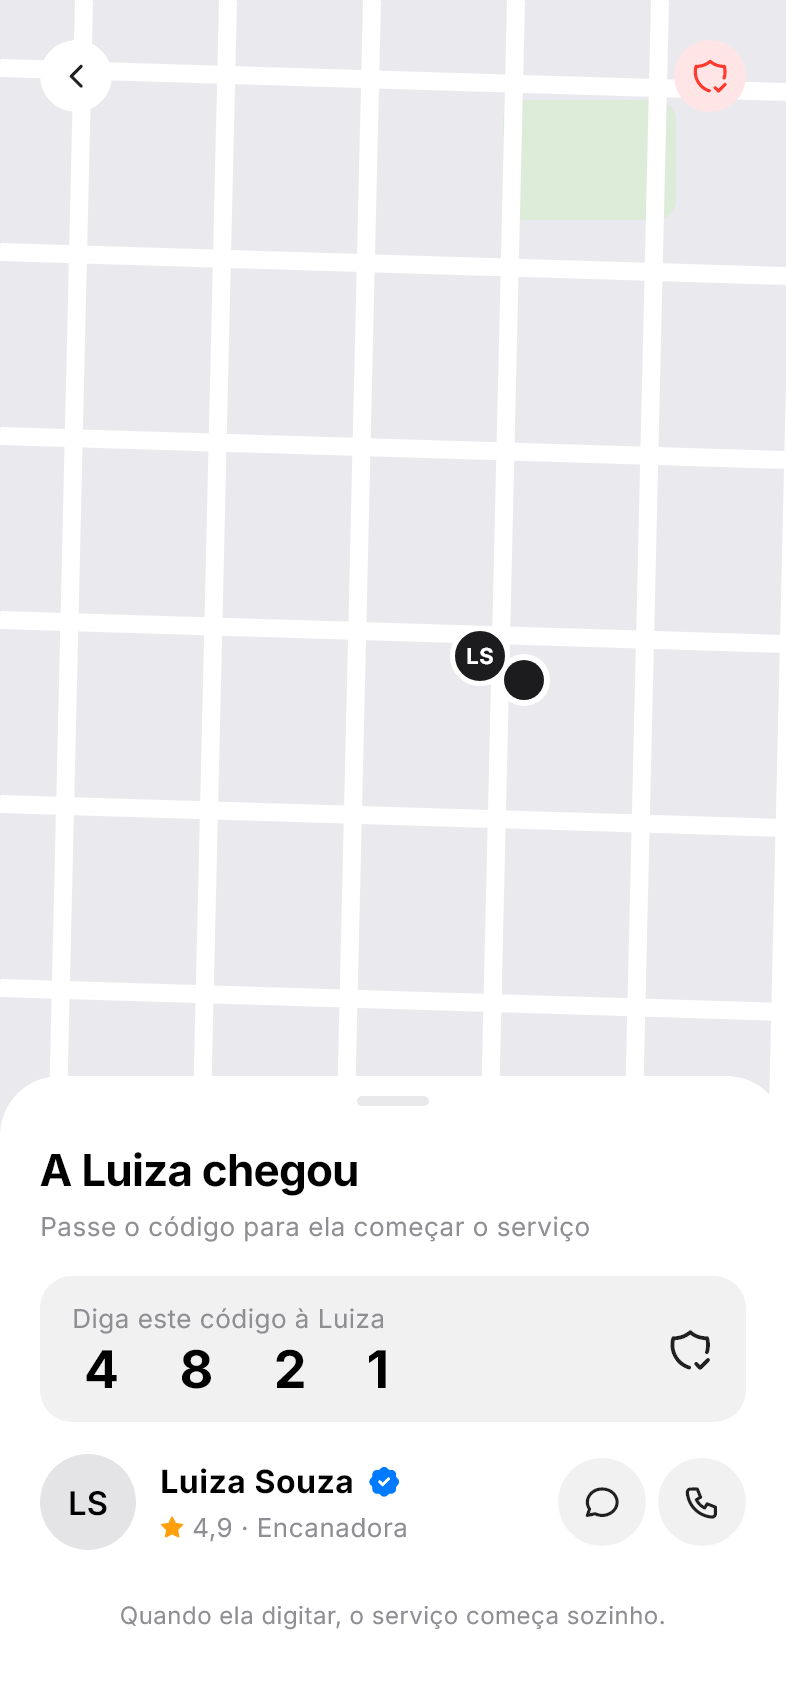 LS
A Luiza chegou
Passe o código para ela começar o serviço
Diga este código à Luiza
4 8 2 1
LS
Luiza Souza
4,9 · Encanadora
Quando ela digitar, o serviço começa sozinho.